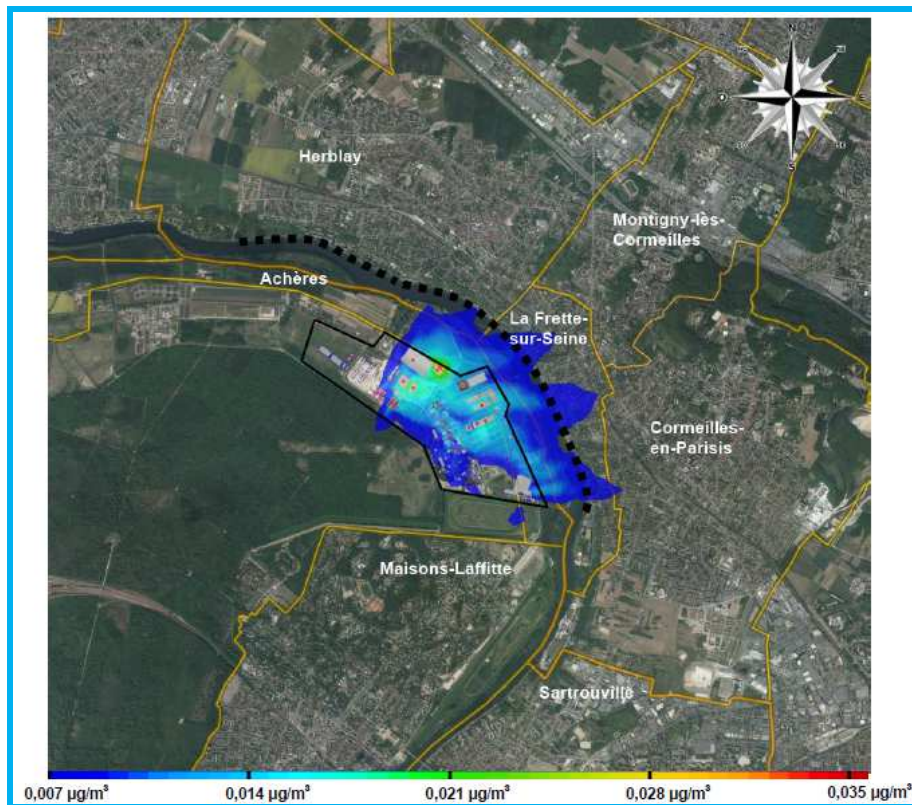 N
E
S
Herblay
Montigny-lès-
Cormeilles
Achères
La Frette-
sur-Seine
Cormeilles-
en-Parisis
Maisons-Laffitte
Sartrouville
0,007 µg/m³ 0,014 µg/m³ 0,021 µg/m³ 0,028 µg/m³ 0,035 µg/m³